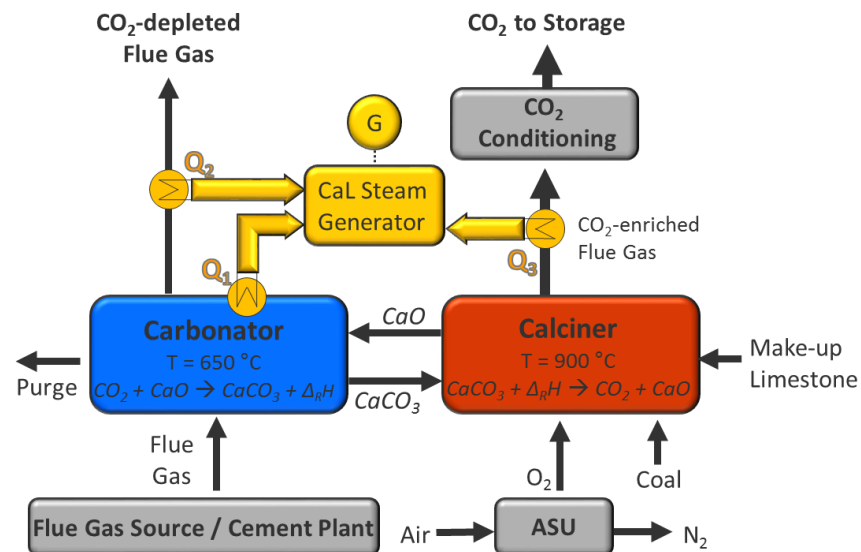 CO₂-depleted
Flue Gas
CO₂ to Storage
CO₂
Conditioning
G
Q₂
CaL Steam
Generator
CO₂-enriched
Flue Gas
Q₁
Q₃
Carbonator
T = 650 °C
CO₂ + CaO → CaCO₃ + Δ_RH
CaO
CaCO₃
Calciner
T = 900 °C
CaCO₃ + Δ_RH → CO₂ + CaO
Make-up
Limestone
Purge
Flue
Gas
O₂
Coal
Flue Gas Source / Cement Plant
Air
ASU
N₂